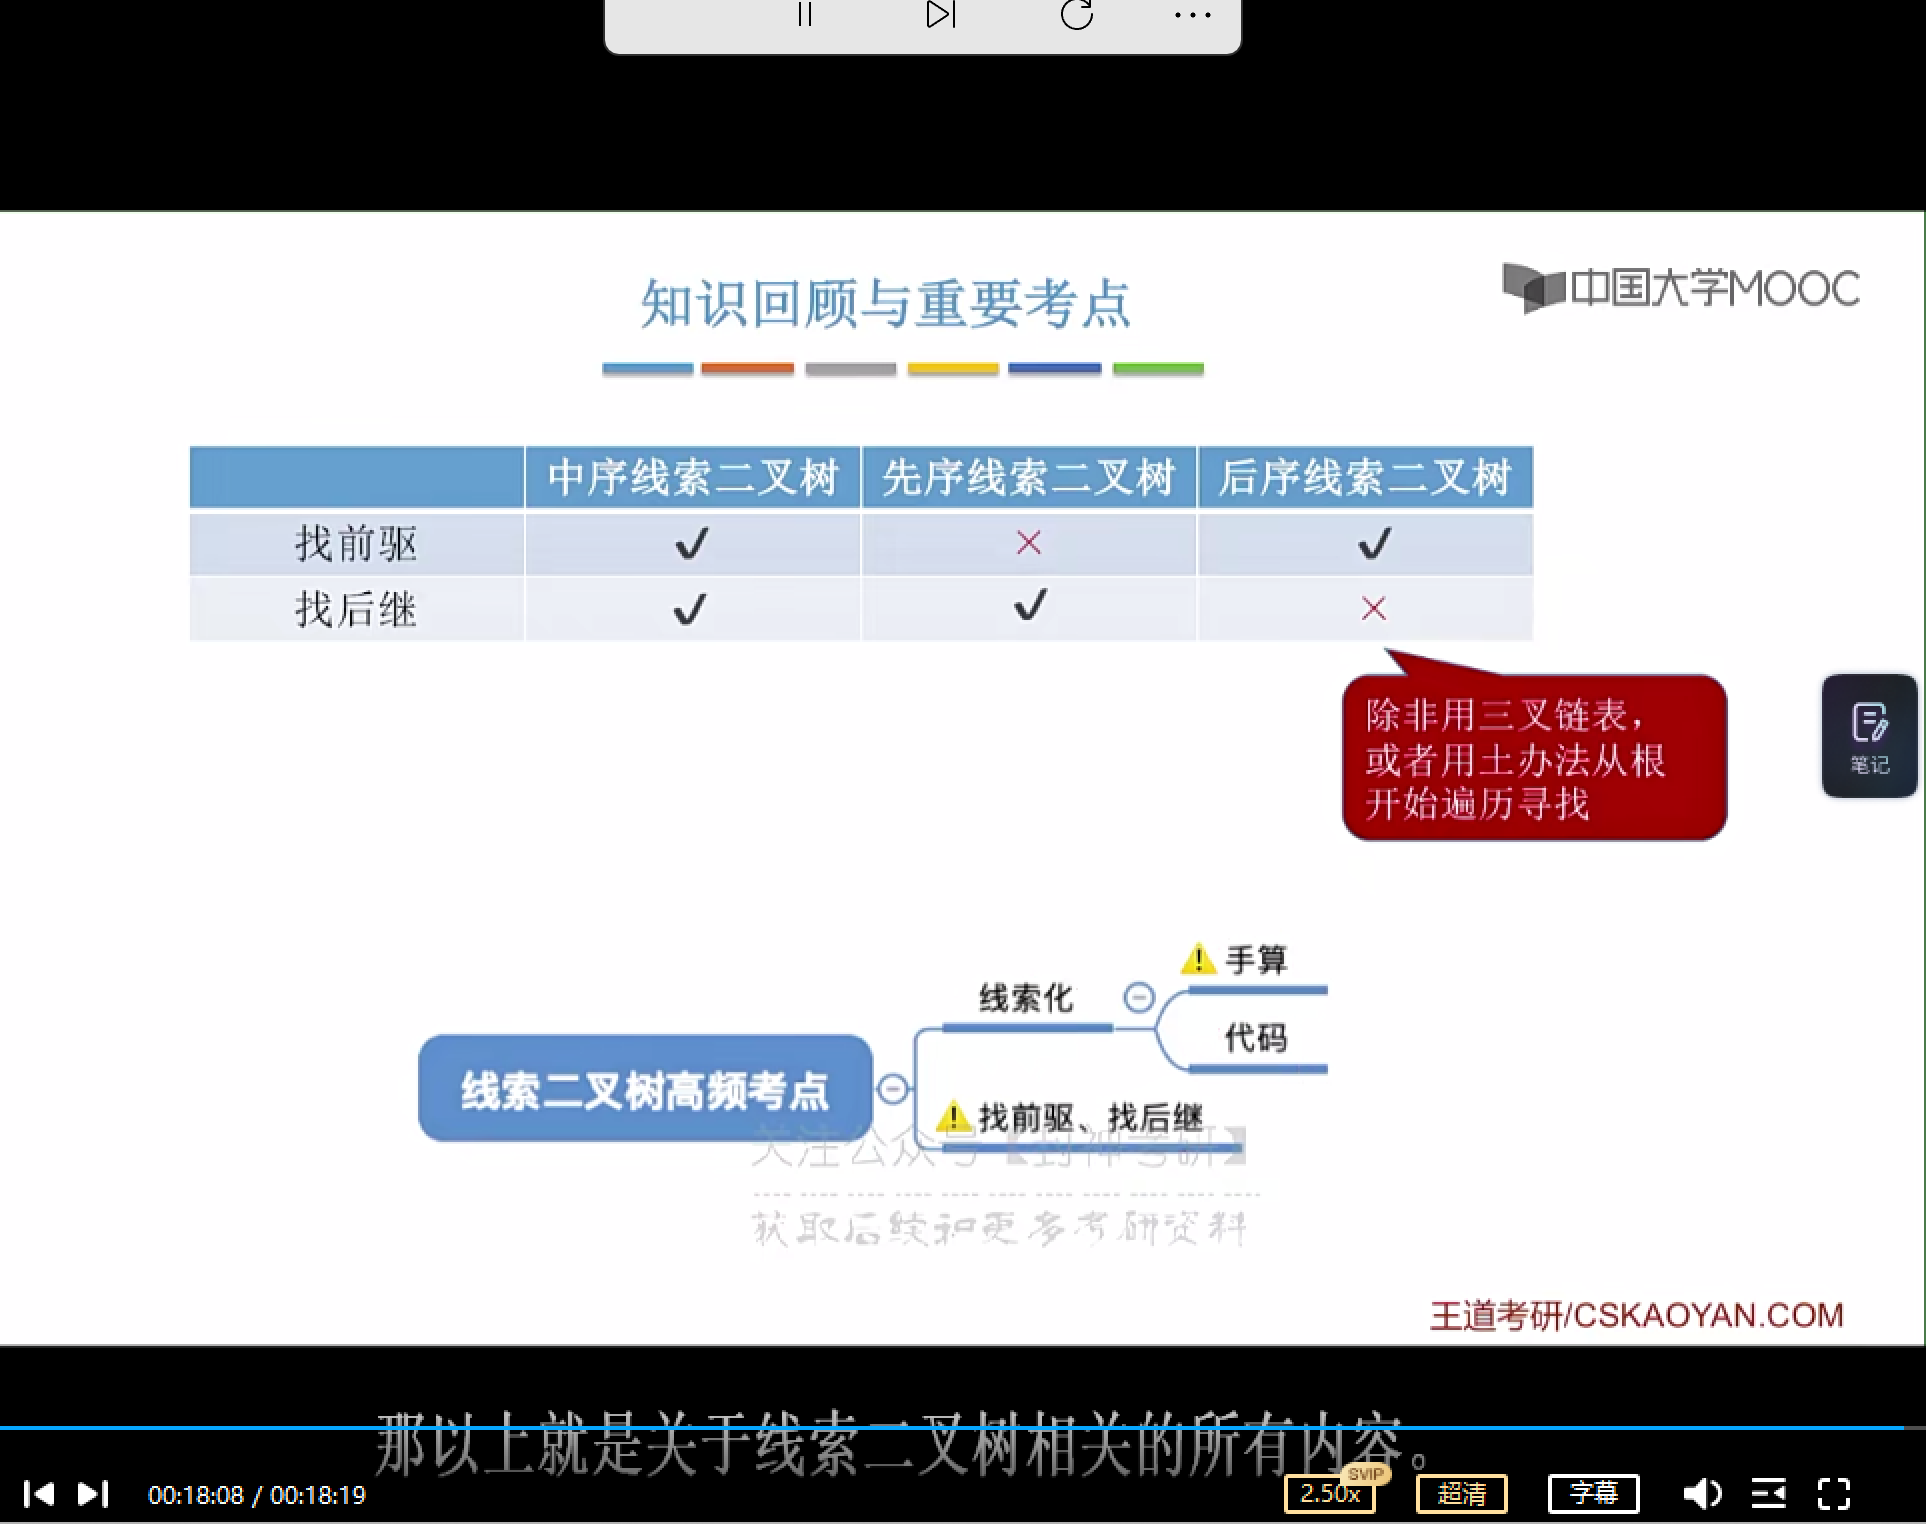 知识回顾与重要考点
中国大学MOOC
中序线索二叉树 先序线索二叉树 后序线索二叉树
找前驱 ✓ × ✓
找后继 ✓ ✓ ×
除非用三叉链表，
或者用土办法从根
开始遍历寻找
笔记
手算
线索化
代码
线索二叉树高频考点
找前驱、找后继
关注公众号【封神考研】
获取后续和更多考研资料
王道考研/CSKAOYAN.COM
那以上就是关于线索二叉树相关的所有内容。
00:18:08 / 00:18:19
SVIP
2.50x
超清
字幕